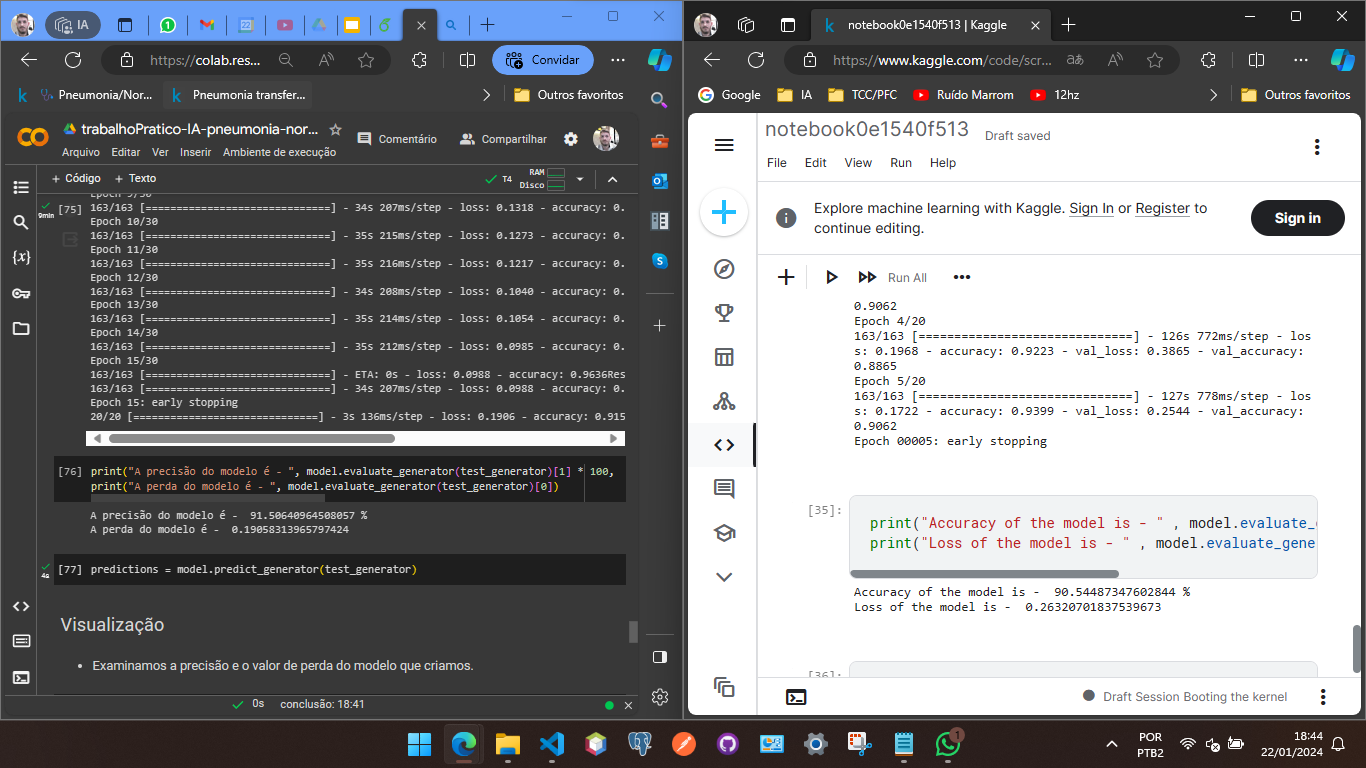 IA
https://colab.res...
Convidar
Pneumonia/Nor...
Pneumonia transfer...
Outros favoritos
trabalhoPratico-IA-pneumonia-nor...
Comentário
Compartilhar
Arquivo Editar Ver Inserir Ambiente de execução
+ Código + Texto
T4
RAM
Disco
9min
[75]
Epoch 9/30
163/163 [==============================] - 34s 207ms/step - loss: 0.1318 - accuracy: 0.
Epoch 10/30
163/163 [==============================] - 35s 215ms/step - loss: 0.1273 - accuracy: 0.
Epoch 11/30
163/163 [==============================] - 35s 216ms/step - loss: 0.1217 - accuracy: 0.
Epoch 12/30
163/163 [==============================] - 34s 208ms/step - loss: 0.1040 - accuracy: 0.
Epoch 13/30
163/163 [==============================] - 35s 214ms/step - loss: 0.1054 - accuracy: 0.
Epoch 14/30
163/163 [==============================] - 35s 212ms/step - loss: 0.0985 - accuracy: 0.
Epoch 15/30
163/163 [==============================] - ETA: 0s - loss: 0.0988 - accuracy: 0.9636Res
163/163 [==============================] - 34s 207ms/step - loss: 0.0988 - accuracy: 0.
Epoch 15: early stopping
20/20 [==============================] - 3s 136ms/step - loss: 0.1906 - accuracy: 0.915
[76] print("A precisão do modelo é - ", model.evaluate_generator(test_generator)[1] * 100,
print("A perda do modelo é - ", model.evaluate_generator(test_generator)[0])
A precisão do modelo é -  91.50640964508057 %
A perda do modelo é -  0.19058313965797424
4s
[77] predictions = model.predict_generator(test_generator)
Visualização
• Examinamos a precisão e o valor de perda do modelo que criamos.
0s conclusão: 18:41
notebook0e1540f513 | Kaggle
https://www.kaggle.com/code/scr...
Google
IA
TCC/PFC
Ruído Marrom
12hz
Outros favoritos
notebook0e1540f513
Draft saved
File Edit View Run Help
Explore machine learning with Kaggle. Sign In or Register to
continue editing.
Sign in
Run All
0.9062
Epoch 4/20
163/163 [==============================] - 126s 772ms/step - los
s: 0.1968 - accuracy: 0.9223 - val_loss: 0.3865 - val_accuracy:
0.8865
Epoch 5/20
163/163 [==============================] - 127s 778ms/step - los
s: 0.1722 - accuracy: 0.9399 - val_loss: 0.2544 - val_accuracy:
0.9062
Epoch 00005: early stopping
[35]:
print("Accuracy of the model is - " , model.evaluate_
print("Loss of the model is - " , model.evaluate_gene
Accuracy of the model is -  90.54487347602844 %
Loss of the model is -  0.26320701837539673
[36]:
Draft Session Booting the kernel
1
POR
PTB2
18:44
22/01/2024